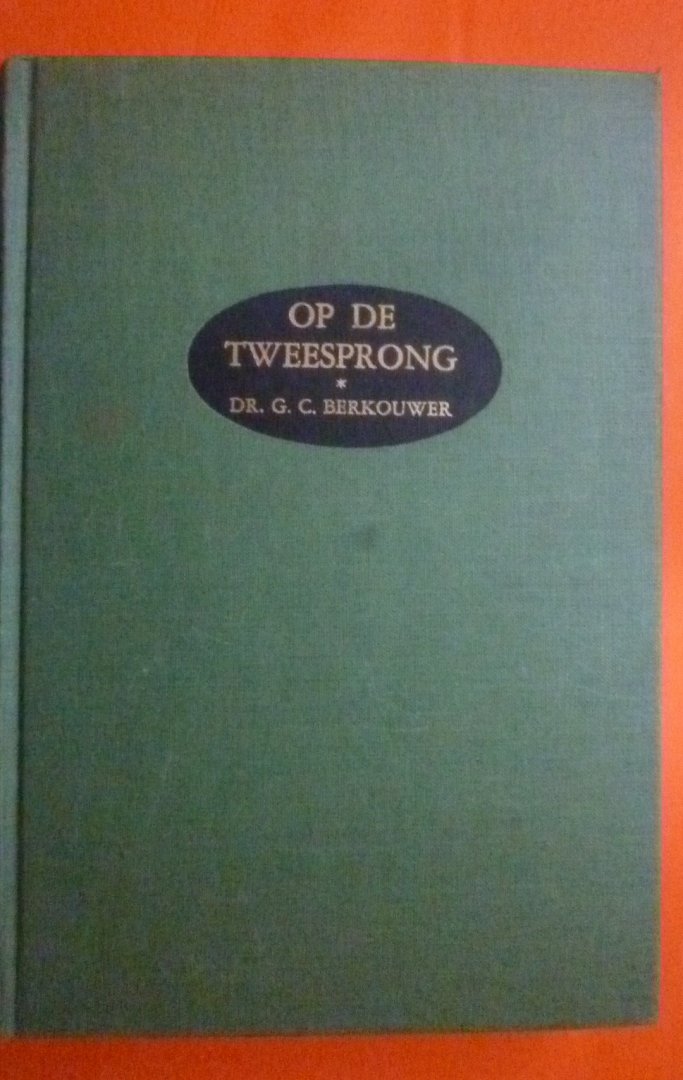 OP DE
TWEESPRONG
*
DR. G. C. BERKOUWER